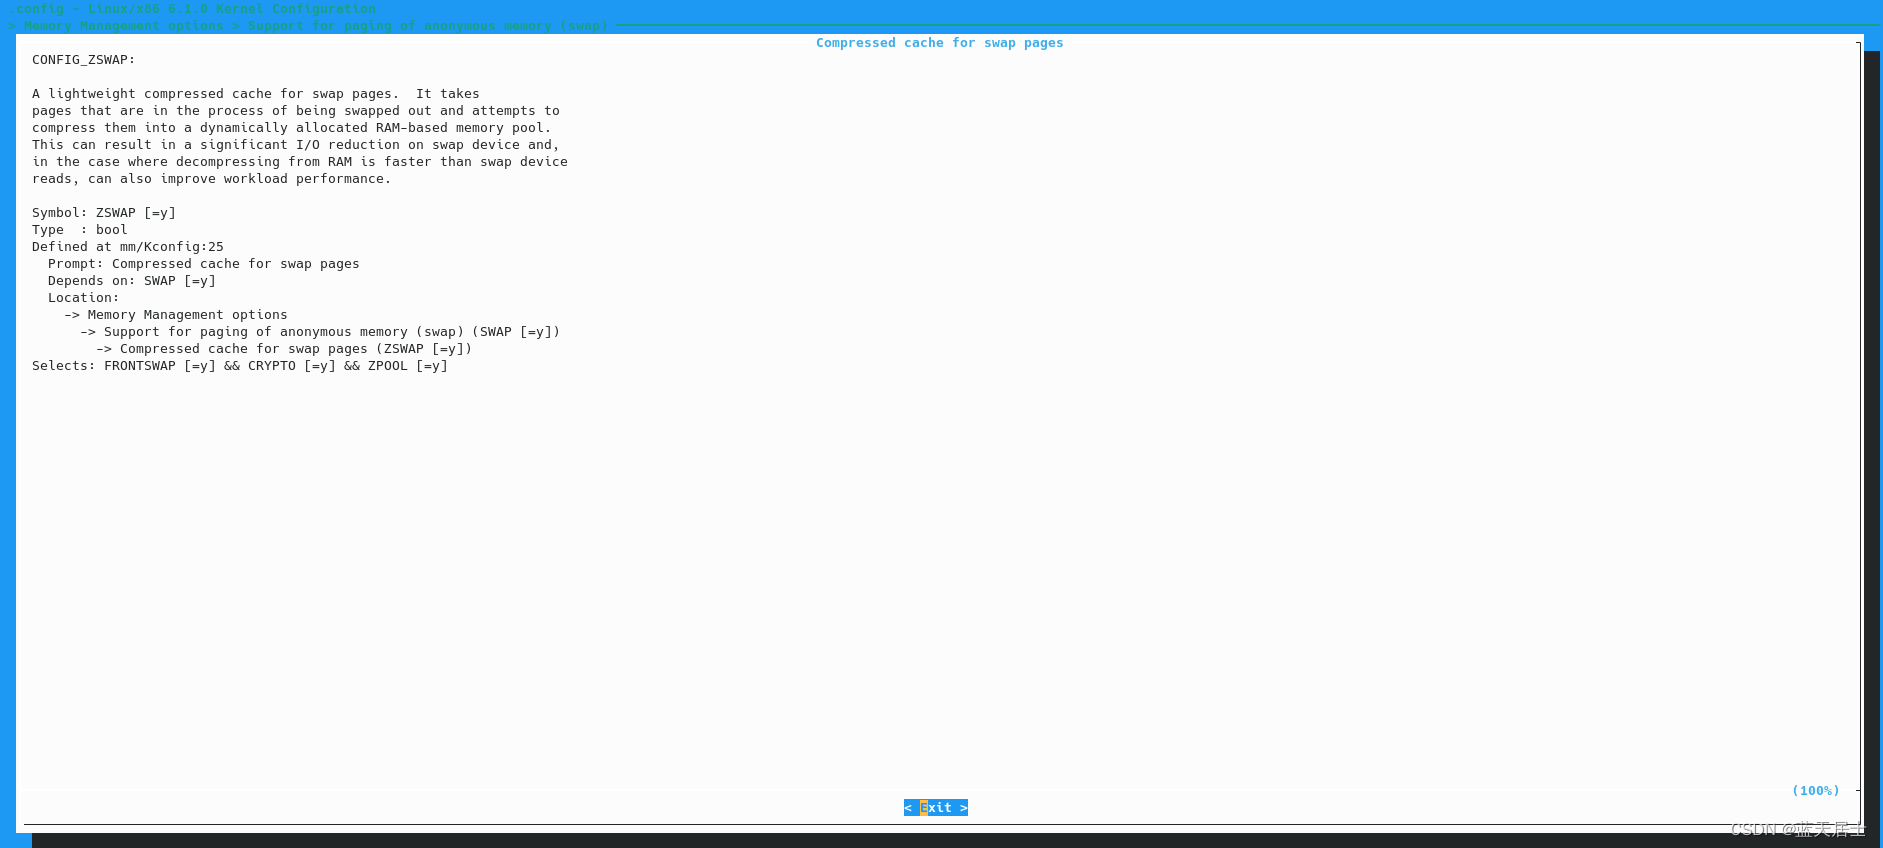 .config - Linux/x86 6.1.0 Kernel Configuration
> Memory Management options > Support for paging of anonymous memory (swap)
Compressed cache for swap pages
CONFIG_ZSWAP:
A lightweight compressed cache for swap pages.  It takes
pages that are in the process of being swapped out and attempts to
compress them into a dynamically allocated RAM-based memory pool.
This can result in a significant I/O reduction on swap device and,
in the case where decompressing from RAM is faster than swap device
reads, can also improve workload performance.
Symbol: ZSWAP [=y]
Type  : bool
Defined at mm/Kconfig:25
  Prompt: Compressed cache for swap pages
  Depends on: SWAP [=y]
  Location:
    -> Memory Management options
      -> Support for paging of anonymous memory (swap) (SWAP [=y])
        -> Compressed cache for swap pages (ZSWAP [=y])
Selects: FRONTSWAP [=y] && CRYPTO [=y] && ZPOOL [=y]
(100%)
< Exit >
CSDN @蓝天居士